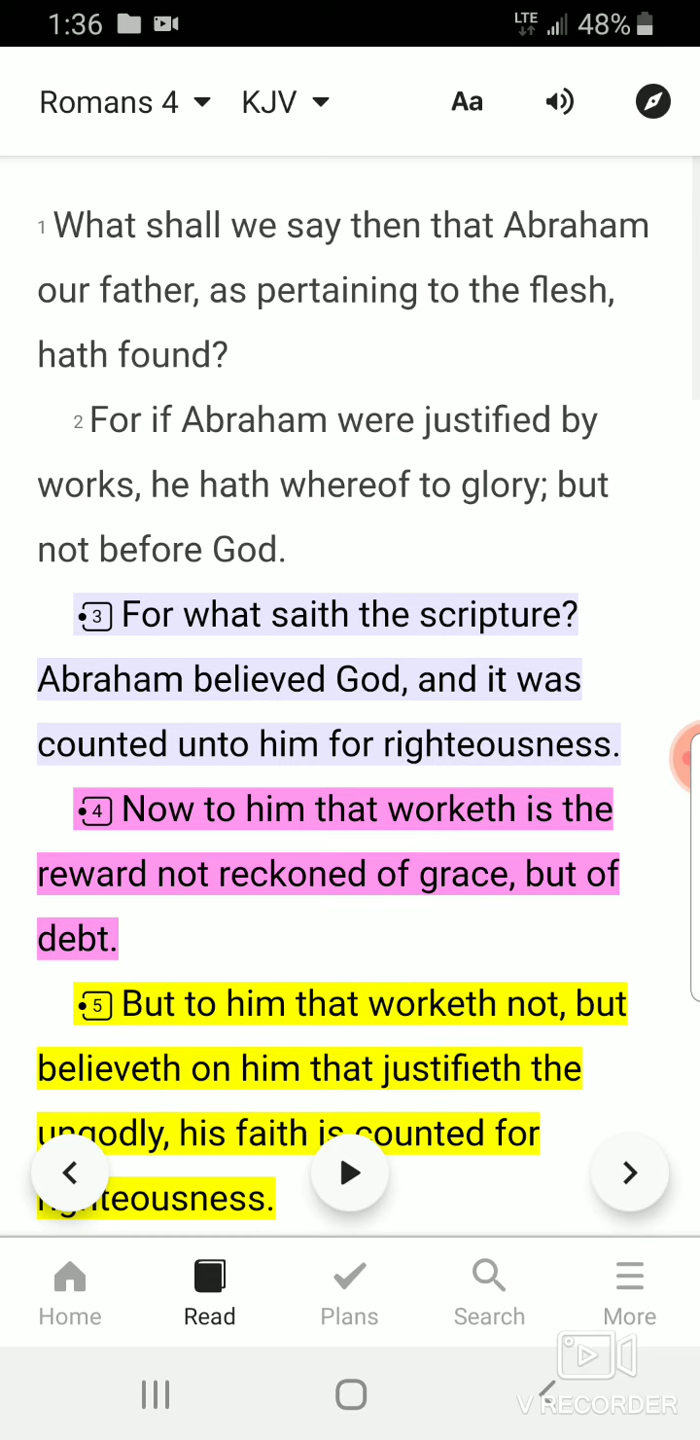 1:36 LTE 48%
Romans 4 KJV Aa
1 What shall we say then that Abraham
our father, as pertaining to the flesh,
hath found?
2 For if Abraham were justified by
works, he hath whereof to glory; but
not before God.
3 For what saith the scripture?
Abraham believed God, and it was
counted unto him for righteousness.
4 Now to him that worketh is the
reward not reckoned of grace, but of
debt.
5 But to him that worketh not, but
believeth on him that justifieth the
ungodly, his faith is counted for
righteousness.
Home Read Plans Search More
V RECORDER